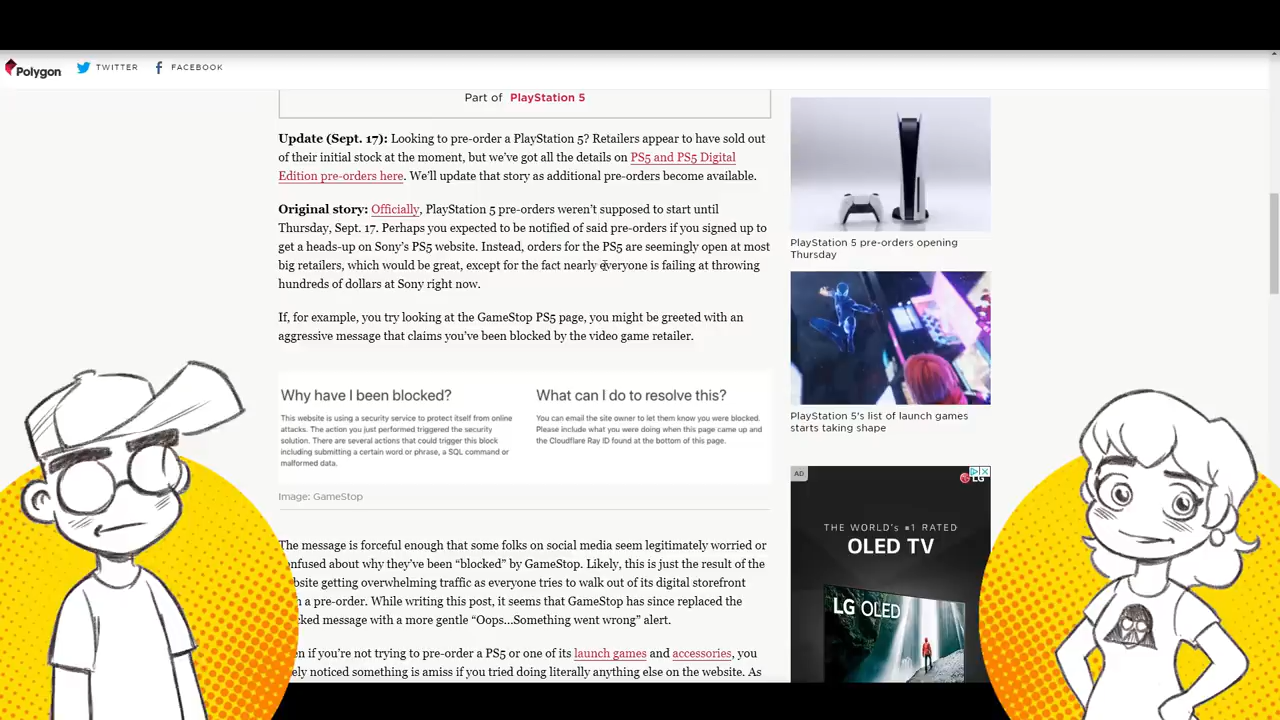 Polygon
TWITTER
FACEBOOK
Part of PlayStation 5
Update (Sept. 17): Looking to pre-order a PlayStation 5? Retailers appear to have sold out
of their initial stock at the moment, but we've got all the details on PS5 and PS5 Digital
Edition pre-orders here. We'll update that story as additional pre-orders become available.
Original story: Officially, PlayStation 5 pre-orders weren't supposed to start until
Thursday, Sept. 17. Perhaps you expected to be notified of said pre-orders if you signed up to
get a heads-up on Sony's PS5 website. Instead, orders for the PS5 are seemingly open at most
big retailers, which would be great, except for the fact nearly everyone is failing at throwing
hundreds of dollars at Sony right now.
If, for example, you try looking at the GameStop PS5 page, you might be greeted with an
aggressive message that claims you've been blocked by the video game retailer.
Why have I been blocked?
This website is using a security service to protect itself from online
attacks. The action you just performed triggered the security
solution. There are several actions that could trigger this block
including submitting a certain word or phrase, a SQL command or
malformed data.
What can I do to resolve this?
You can email the site owner to let them know you were blocked.
Please include what you were doing when this page came up and
the Cloudflare Ray ID found at the bottom of this page.
Image: GameStop
The message is forceful enough that some folks on social media seem legitimately worried or
onfused about why they've been "blocked" by GameStop. Likely, this is just the result of the
bsite getting overwhelming traffic as everyone tries to walk out of its digital storefront
a pre-order. While writing this post, it seems that GameStop has since replaced the
cked message with a more gentle "Oops...Something went wrong" alert.
n if you're not trying to pre-order a PS5 or one of its launch games and accessories, you
ely noticed something is amiss if you tried doing literally anything else on the website. As
PlayStation 5 pre-orders opening
Thursday
PlayStation 5's list of launch games
starts taking shape
AD
LG
THE WORLD's #1 RATED
OLED TV
LG OLED